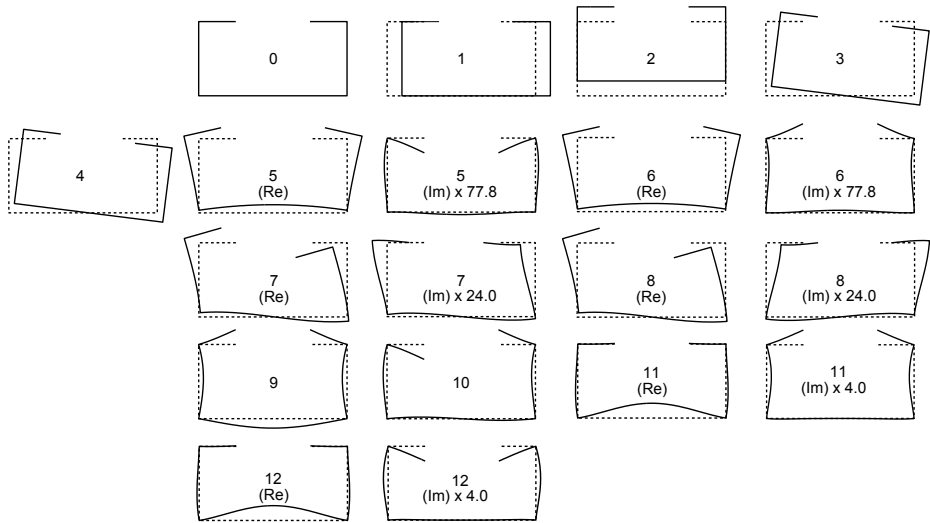 0
1
2
3
4
5
(Re)
5
(Im) x 77.8
6
(Re)
6
(Im) x 77.8
7
(Re)
7
(Im) x 24.0
8
(Re)
8
(Im) x 24.0
9
10
11
(Re)
11
(Im) x 4.0
12
(Re)
12
(Im) x 4.0